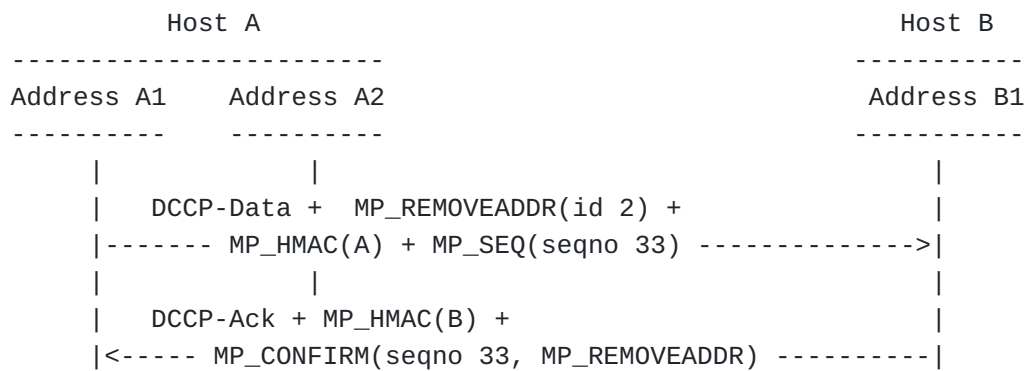 Host A Host B
------------------------ -----------
Address A1 Address A2 Address B1
---------- ---------- -----------
| | |
| DCCP-Data + MP_REMOVEADDR(id 2) + |
|------- MP_HMAC(A) + MP_SEQ(seqno 33) -------------->|
| | |
| DCCP-Ack + MP_HMAC(B) + |
|<----- MP_CONFIRM(seqno 33, MP_REMOVEADDR) ----------|